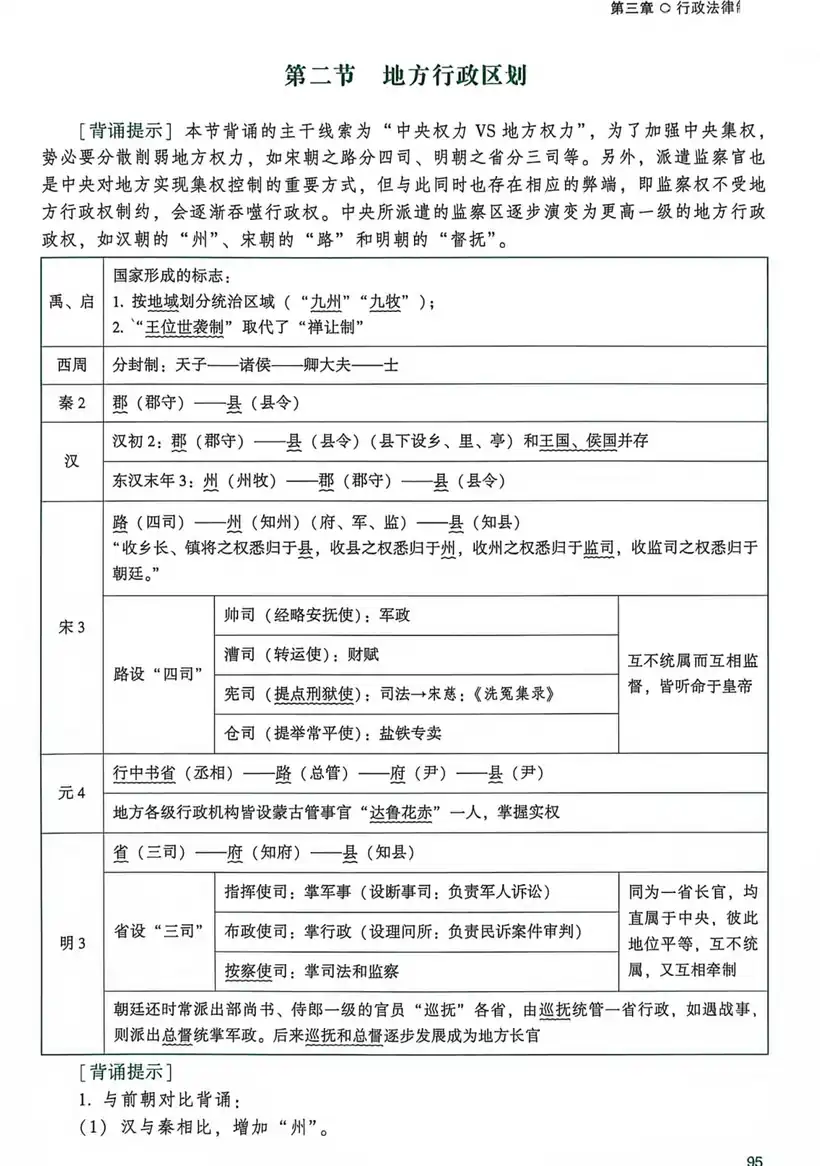 第三章 ○ 行政法律
第二节 地方行政区划
［背诵提示］本节背诵的主干线索为“中央权力 VS 地方权力”，为了加强中央集权，
势必要分散削弱地方权力，如宋朝之路分四司、明朝之省分三司等。另外，派遣监察官也
是中央对地方实现集权控制的重要方式，但与此同时也存在相应的弊端，即监察权不受地
方行政权制约，会逐渐吞噬行政权。中央所派遣的监察区逐步演变为更高一级的地方行政
政权，如汉朝的“州”、宋朝的“路”和明朝的“督抚”。
禹、启
国家形成的标志：
1. 按地域划分统治区域（“九州”“九牧”）；
2. “王位世袭制”取代了“禅让制”
西周
分封制：天子——诸侯——卿大夫——士
秦 2
郡（郡守）——县（县令）
汉
汉初 2：郡（郡守）——县（县令）（县下设乡、里、亭）和王国、侯国并存
东汉末年 3：州（州牧）——郡（郡守）——县（县令）
宋 3
路（四司）——州（知州）（府、军、监）——县（知县）
“收乡长、镇将之权悉归于县，收县之权悉归于州，收州之权悉归于监司，收监司之权悉归于
朝廷。”
路设“四司”
帅司（经略安抚使）：军政
漕司（转运使）：财赋
宪司（提点刑狱使）：司法→宋慈：《洗冤集录》
仓司（提举常平使）：盐铁专卖
互不统属而互相监
督，皆听命于皇帝
元 4
行中书省（丞相）——路（总管）——府（尹）——县（尹）
地方各级行政机构皆设蒙古管事官“达鲁花赤”一人，掌握实权
明 3
省（三司）——府（知府）——县（知县）
省设“三司”
指挥使司：掌军事（设断事司：负责军人诉讼）
布政使司：掌行政（设理问所：负责民诉案件审判）
按察使司：掌司法和监察
同为一省长官，均
直属于中央，彼此
地位平等，互不统
属，又互相牵制
朝廷还时常派出部尚书、侍郎一级的官员“巡抚”各省，由巡抚统管一省行政，如遇战事，
则派出总督统掌军政。后来巡抚和总督逐步发展成为地方长官
［背诵提示］
1. 与前朝对比背诵：
（1）汉与秦相比，增加“州”。
95